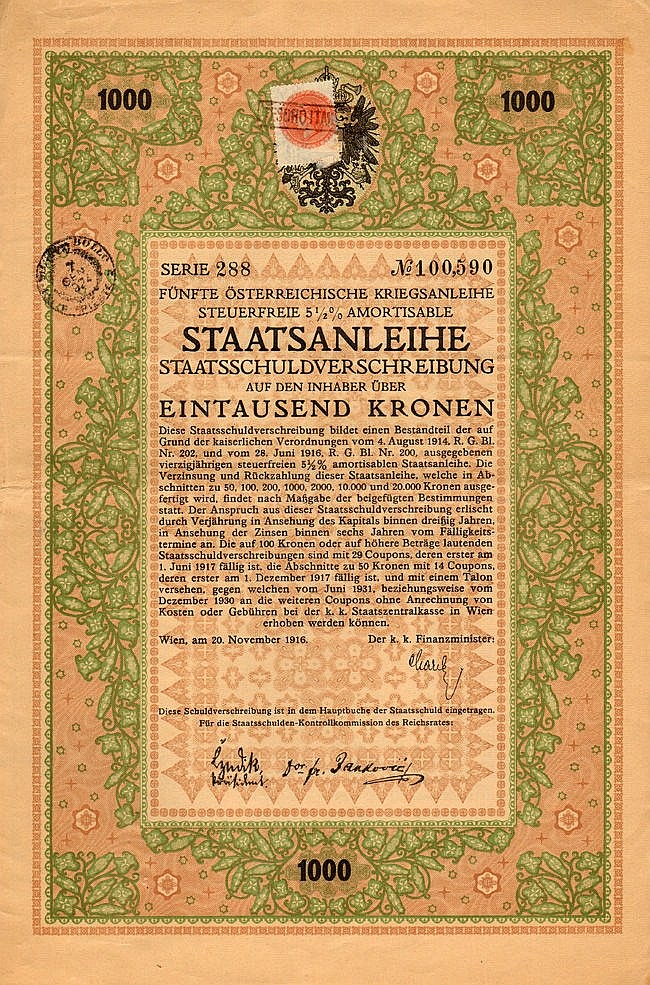 1000
1000
SERIE 288 № 100,590
FÜNFTE ÖSTERREICHISCHE KRIEGSANLEIHE
STEUERFREIE 5½% AMORTISABLE
STAATSANLEIHE
STAATSSCHULDVERSCHREIBUNG
AUF DEN INHABER ÜBER
EINTAUSEND KRONEN
Diese Staatsschuldverschreibung bildet einen Bestandteil der auf
Grund der kaiserlichen Verordnungen vom 4. August 1914, R. G. Bl.
Nr. 202, und vom 28. Juni 1916, R. G. Bl. Nr. 200, ausgegebenen
vierzigjährigen steuerfreien 5½% amortisablen Staatsanleihe. Die
Verzinsung und Rückzahlung dieser Staatsanleihe, welche in Ab-
schnitten zu 50, 100, 200, 1000, 2000, 10.000 und 20.000 Kronen ausge-
fertigt wird, findet nach Maßgabe der beigefügten Bestimmungen
statt. Der Anspruch aus dieser Staatsschuldverschreibung erlischt
durch Verjährung in Ansehung des Kapitals binnen dreißig Jahren,
in Ansehung der Zinsen binnen sechs Jahren vom Fälligkeits-
termine an. Die auf 100 Kronen oder auf höhere Beträge lautenden
Staatsschuldverschreibungen sind mit 29 Coupons, deren erster am
1. Juni 1917 fällig ist, die Abschnitte zu 50 Kronen mit 14 Coupons,
deren erster am 1. Dezember 1917 fällig ist, und mit einem Talon
versehen, gegen welchen vom Juni 1931, beziehungsweise vom
Dezember 1930 an die weiteren Coupons ohne Anrechnung von
Kosten oder Gebühren bei der k. k. Staatszentralkasse in Wien
erhoben werden können.
Wien, am 20. November 1916. Der k. k. Finanzminister:
Diese Schuldverschreibung ist in dem Hauptbuche der Staatsschuld eingetragen.
Für die Staatsschulden-Kontrollkommission des Reichsrates:
Präsident.
1000